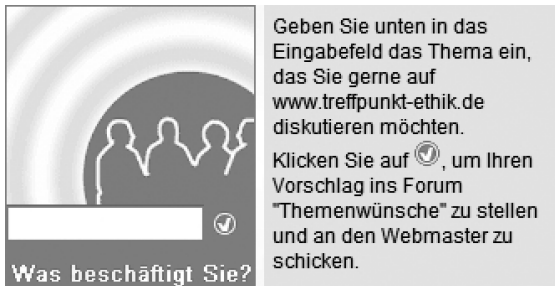 Geben Sie unten in das
Eingabefeld das Thema ein,
das Sie gerne auf
www.treffpunkt-ethik.de
diskutieren möchten.
Klicken Sie auf , um Ihren
Vorschlag ins Forum
"Themenwünsche" zu stellen
und an den Webmaster zu
schicken.
Was beschäftigt Sie?